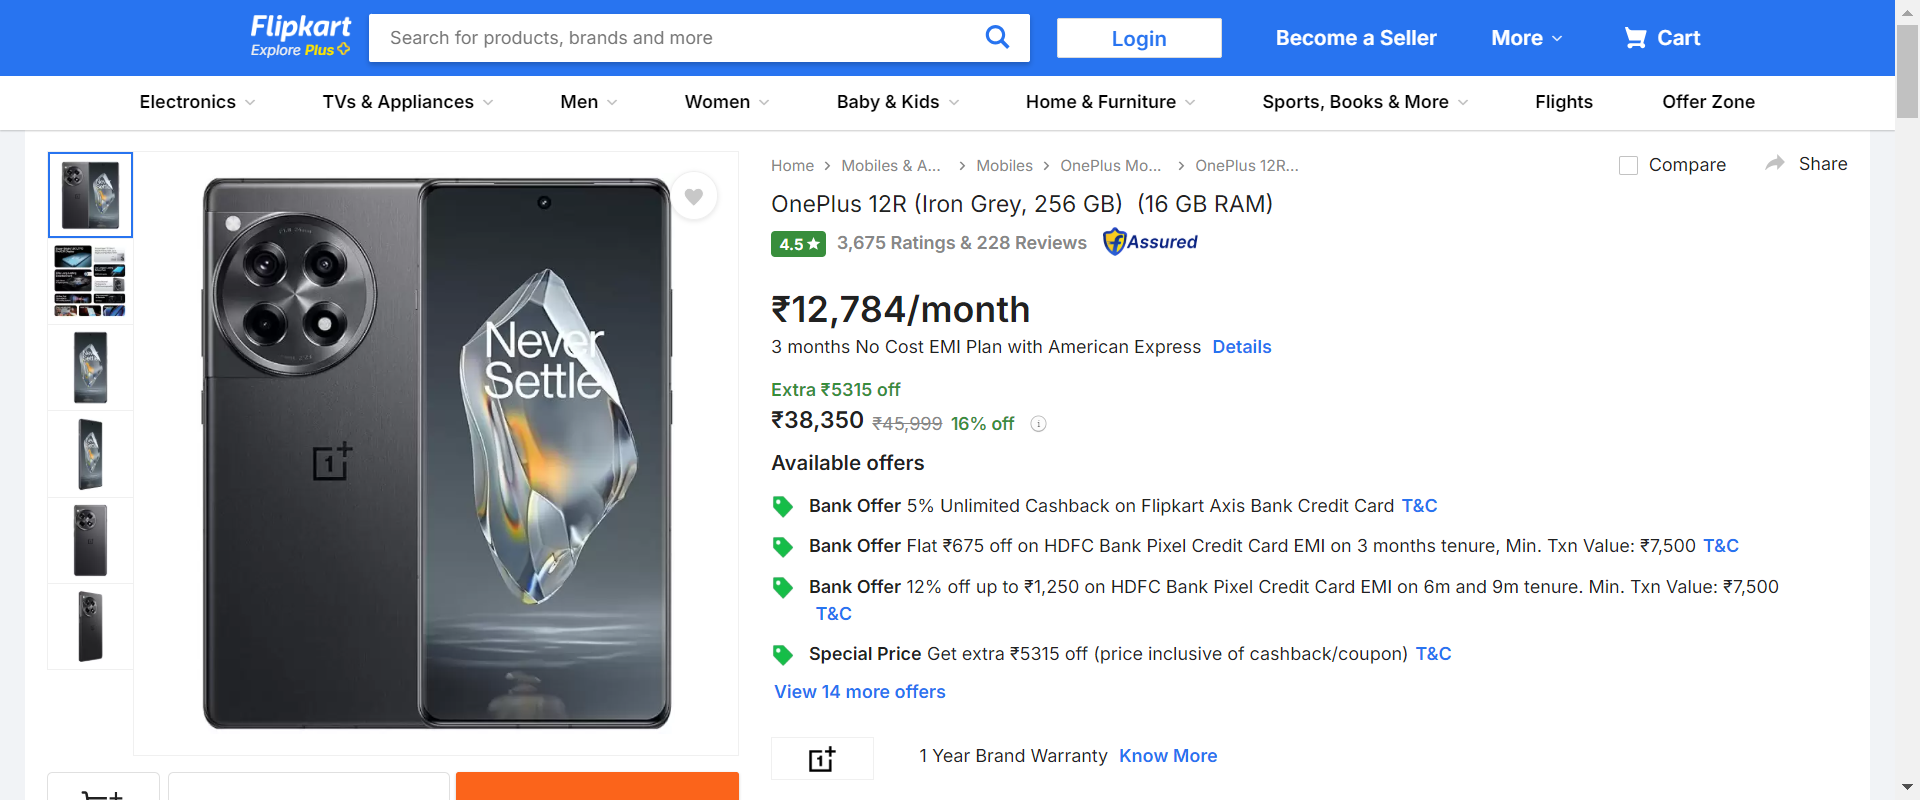 Flipkart
Explore Plus
Search for products, brands and more
Login
Become a Seller
More
Cart
Electronics
TVs & Appliances
Men
Women
Baby & Kids
Home & Furniture
Sports, Books & More
Flights
Offer Zone
Never
Settle
Home
Mobiles & A...
Mobiles
OnePlus Mo...
OnePlus 12R...
Compare
Share
OnePlus 12R (Iron Grey, 256 GB) (16 GB RAM)
4.5
3,675 Ratings & 228 Reviews
Assured
₹12,784/month
3 months No Cost EMI Plan with American Express Details
Extra ₹5315 off
₹38,350 ₹45,999 16% off
Available offers
Bank Offer 5% Unlimited Cashback on Flipkart Axis Bank Credit Card T&C
Bank Offer Flat ₹675 off on HDFC Bank Pixel Credit Card EMI on 3 months tenure, Min. Txn Value: ₹7,500 T&C
Bank Offer 12% off up to ₹1,250 on HDFC Bank Pixel Credit Card EMI on 6m and 9m tenure. Min. Txn Value: ₹7,500
T&C
Special Price Get extra ₹5315 off (price inclusive of cashback/coupon) T&C
View 14 more offers
1 Year Brand Warranty Know More